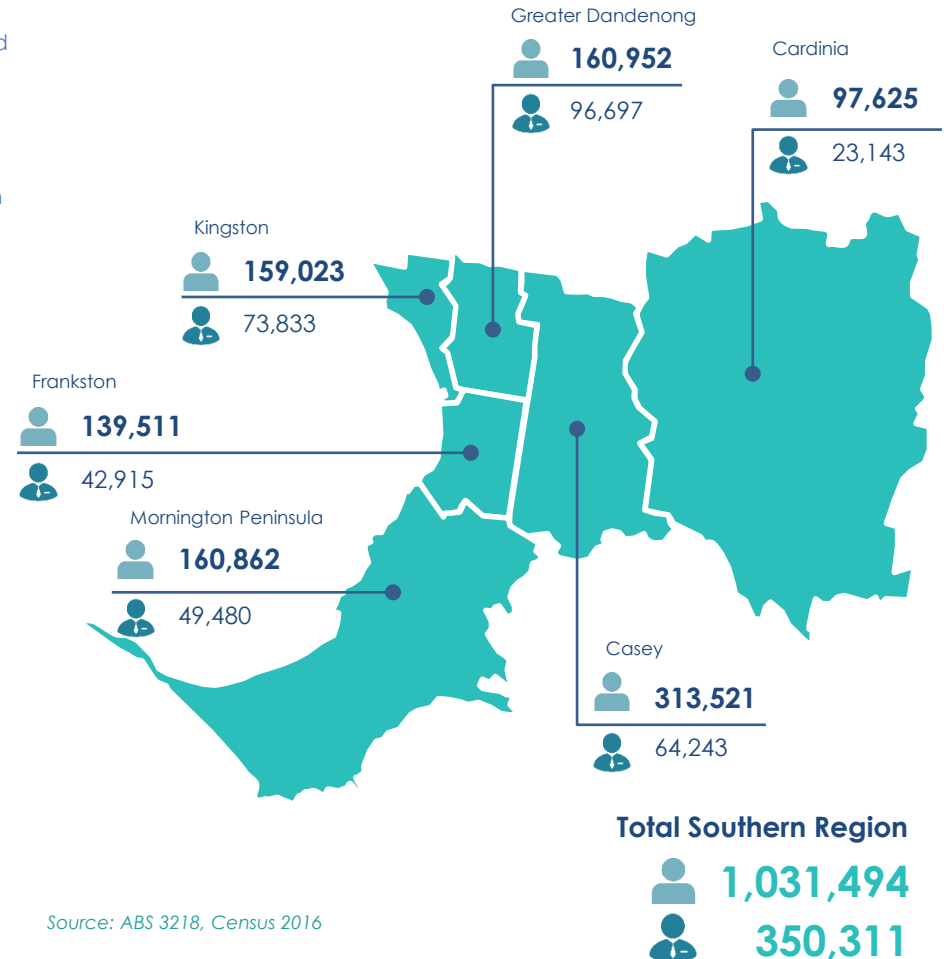 Greater Dandenong
160,952
96,697
Cardinia
97,625
23,143
Kingston
159,023
73,833
Frankston
139,511
42,915
Mornington Peninsula
160,862
49,480
Casey
313,521
64,243
Total Southern Region
1,031,494
350,311
Source: ABS 3218, Census 2016